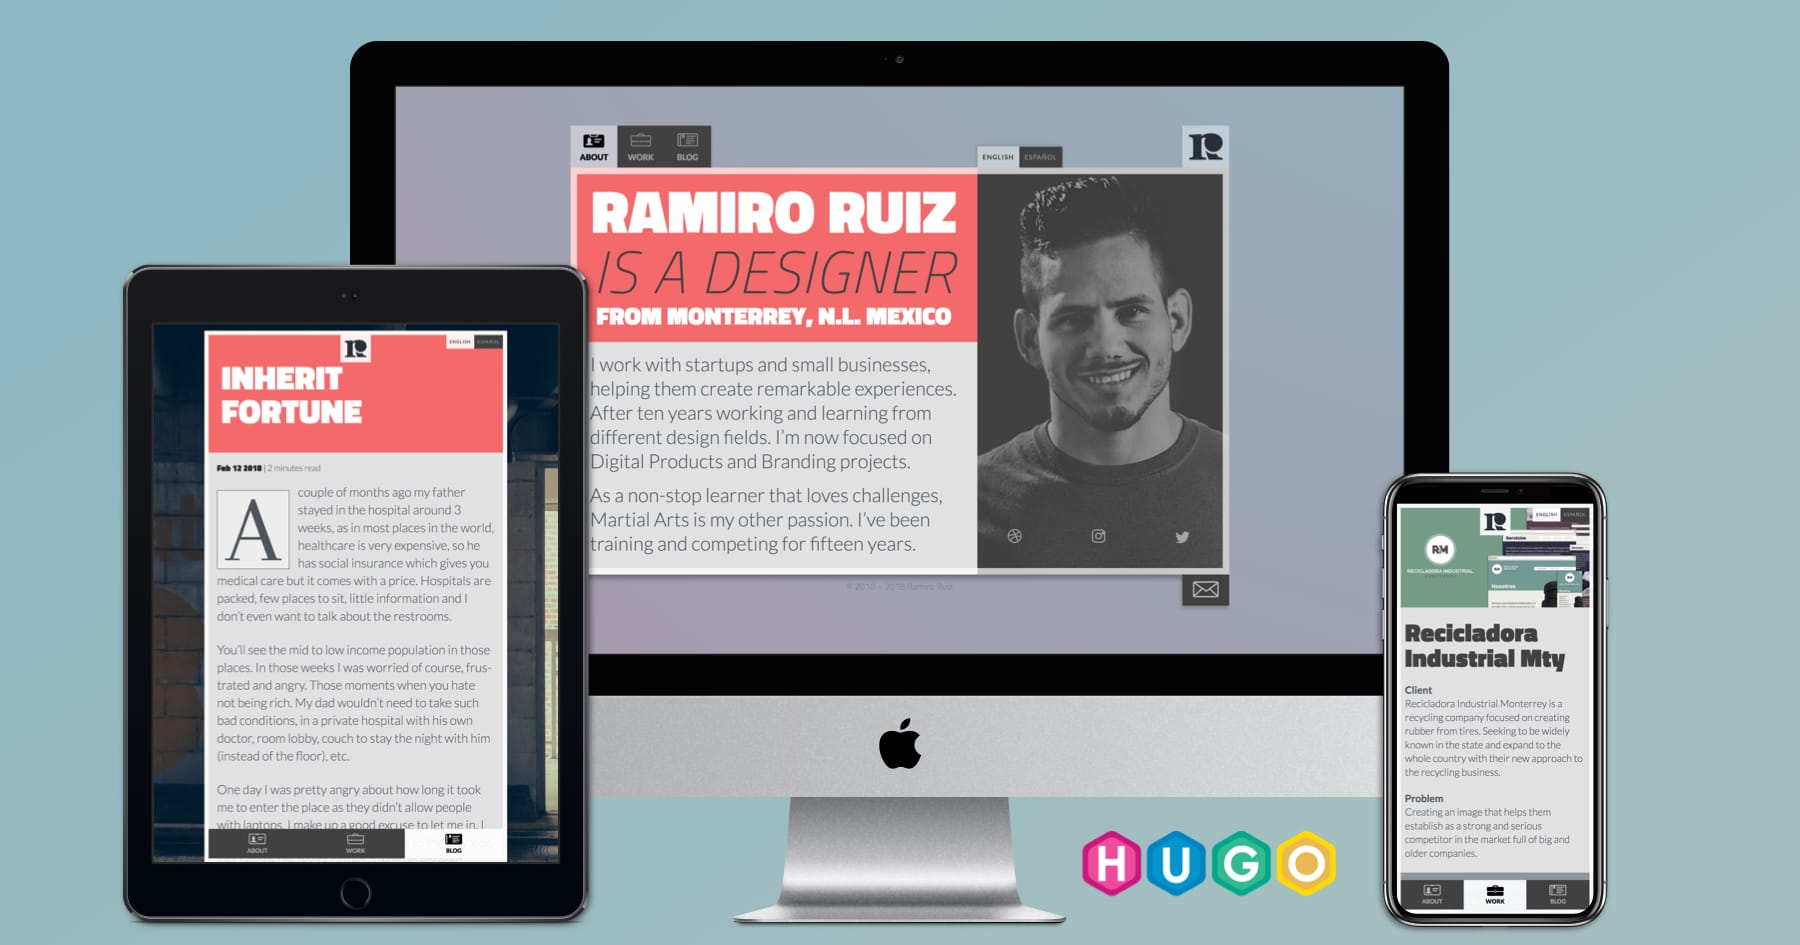 ABOUT
WORK
BLOG
ENGLISH
ESPAÑOL
R
RAMIRO RUIZ
IS A DESIGNER
FROM MONTERREY, N.L. MEXICO
I work with startups and small businesses,
helping them create remarkable experiences.
After ten years working and learning from
different design fields. I'm now focused on
Digital Products and Branding projects.
As a non-stop learner that loves challenges,
Martial Arts is my other passion. I've been
training and competing for fifteen years.
© 2010 – 2018 Ramiro Ruiz
R
ENGLISH
ESPAÑOL
INHERIT
FORTUNE
Feb 12 2018 | 2 minutes read
A
couple of months ago my father
stayed in the hospital around 3
weeks, as in most places in the world,
healthcare is very expensive, so he
has social insurance which gives you
medical care but it comes with a price. Hospitals are
packed, few places to sit, little information and I
don't even want to talk about the restrooms.
You'll see the mid to low income population in those
places. In those weeks I was worried of course, frus-
trated and angry. Those moments when you hate
not being rich. My dad wouldn't need to take such
bad conditions, in a private hospital with his own
doctor, room lobby, couch to stay the night with him
(instead of the floor), etc.
One day I was pretty angry about how long it took
me to enter the place as they didn't allow people
with laptops. I make up a good excuse to let me in. I
ABOUT
WORK
BLOG
HUGO
R
ENGLISH
ESPAÑOL
RM
RECICLADORA INDUSTRIAL
Servicios
Nosotros
Recicladora
Industrial Mty
Client
Recicladora Industrial Monterrey is a
recycling company focused on creating
rubber from tires. Seeking to be widely
known in the state and expand to the
whole country with their new approach to
the recycling business.
Problem
Creating an image that helps them
establish as a strong and serious
competitor in the market full of big and
older companies.
ABOUT
WORK
BLOG